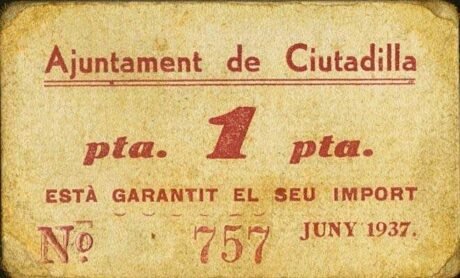 Ajuntament de Ciutadilla
pta. 1 pta.
ESTÀ GARANTIT EL SEU IMPORT
Nº 757 JUNY 1937.